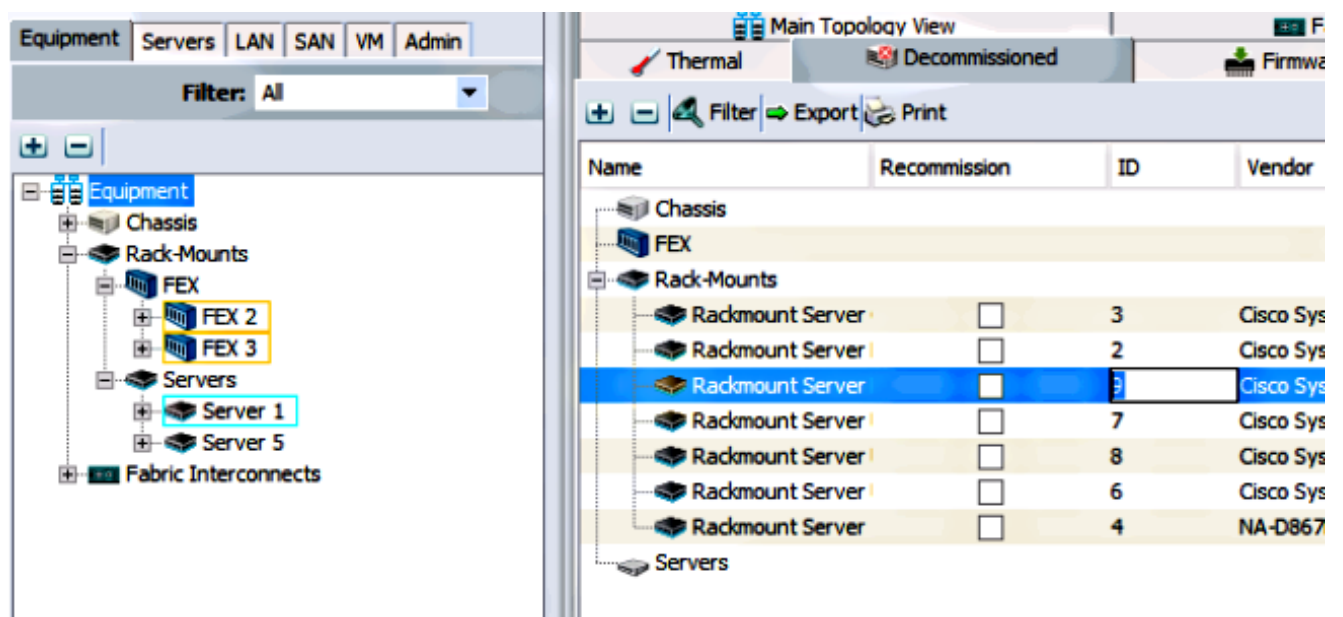 Equipment Servers LAN SAN VM Admin
Filter: All
Equipment
Chassis
Rack-Mounts
FEX
FEX 2
FEX 3
Servers
Server 1
Server 5
Fabric Interconnects
Main Topology View
Thermal Decommissioned
Filter Export Print
Name Recommission ID Vendor
Chassis
FEX
Rack-Mounts
Rackmount Server 3 Cisco Sys
Rackmount Server 2 Cisco Sys
Rackmount Server 9 Cisco Sys
Rackmount Server 7 Cisco Sys
Rackmount Server 8 Cisco Sys
Rackmount Server 6 Cisco Sys
Rackmount Server 4 NA-D867
Servers